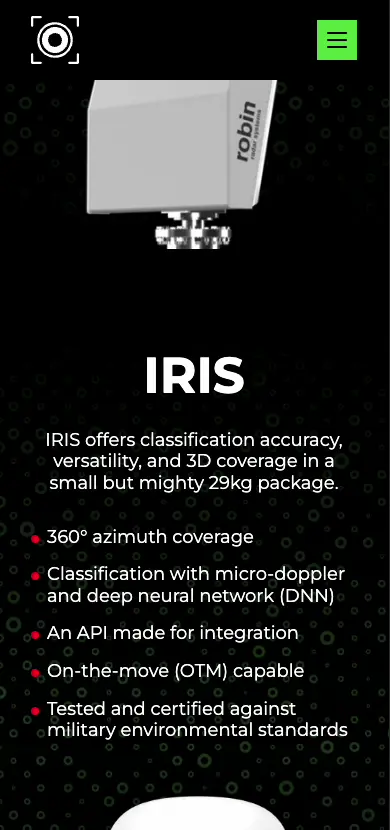 robin
radar systems
IRIS
IRIS offers classification accuracy,
versatility, and 3D coverage in a
small but mighty 29kg package.
360° azimuth coverage
Classification with micro-doppler
and deep neural network (DNN)
An API made for integration
On-the-move (OTM) capable
Tested and certified against
military environmental standards